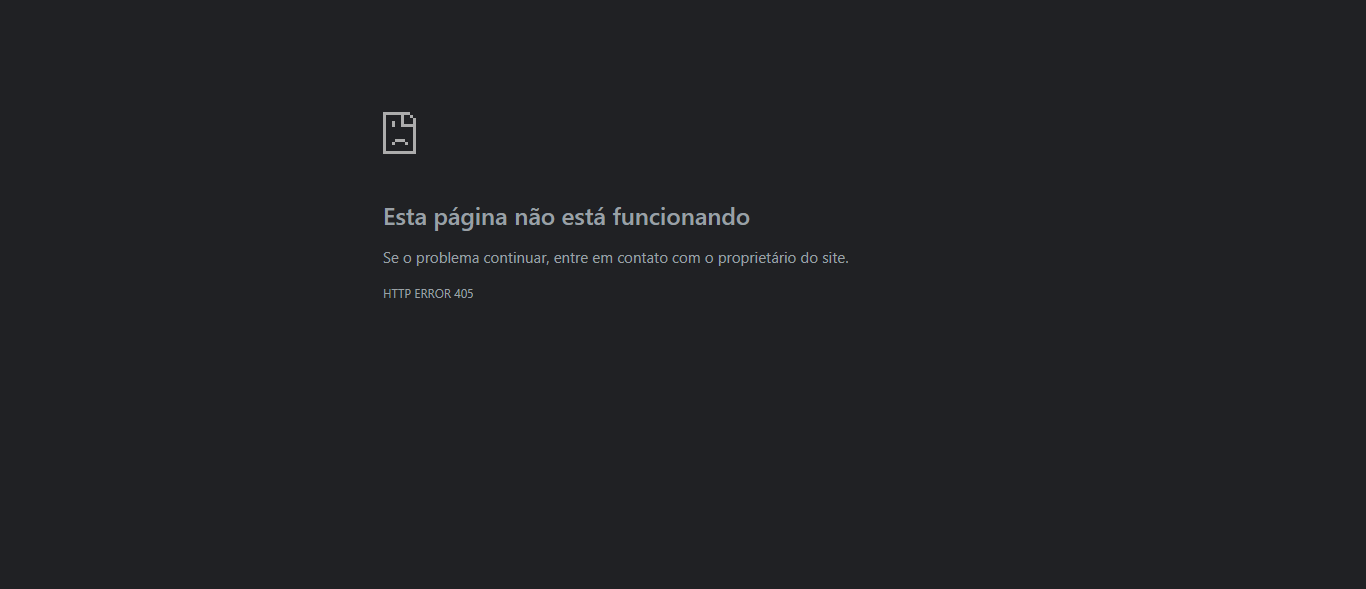 Esta página não está funcionando
Se o problema continuar, entre em contato com o proprietário do site.
HTTP ERROR 405